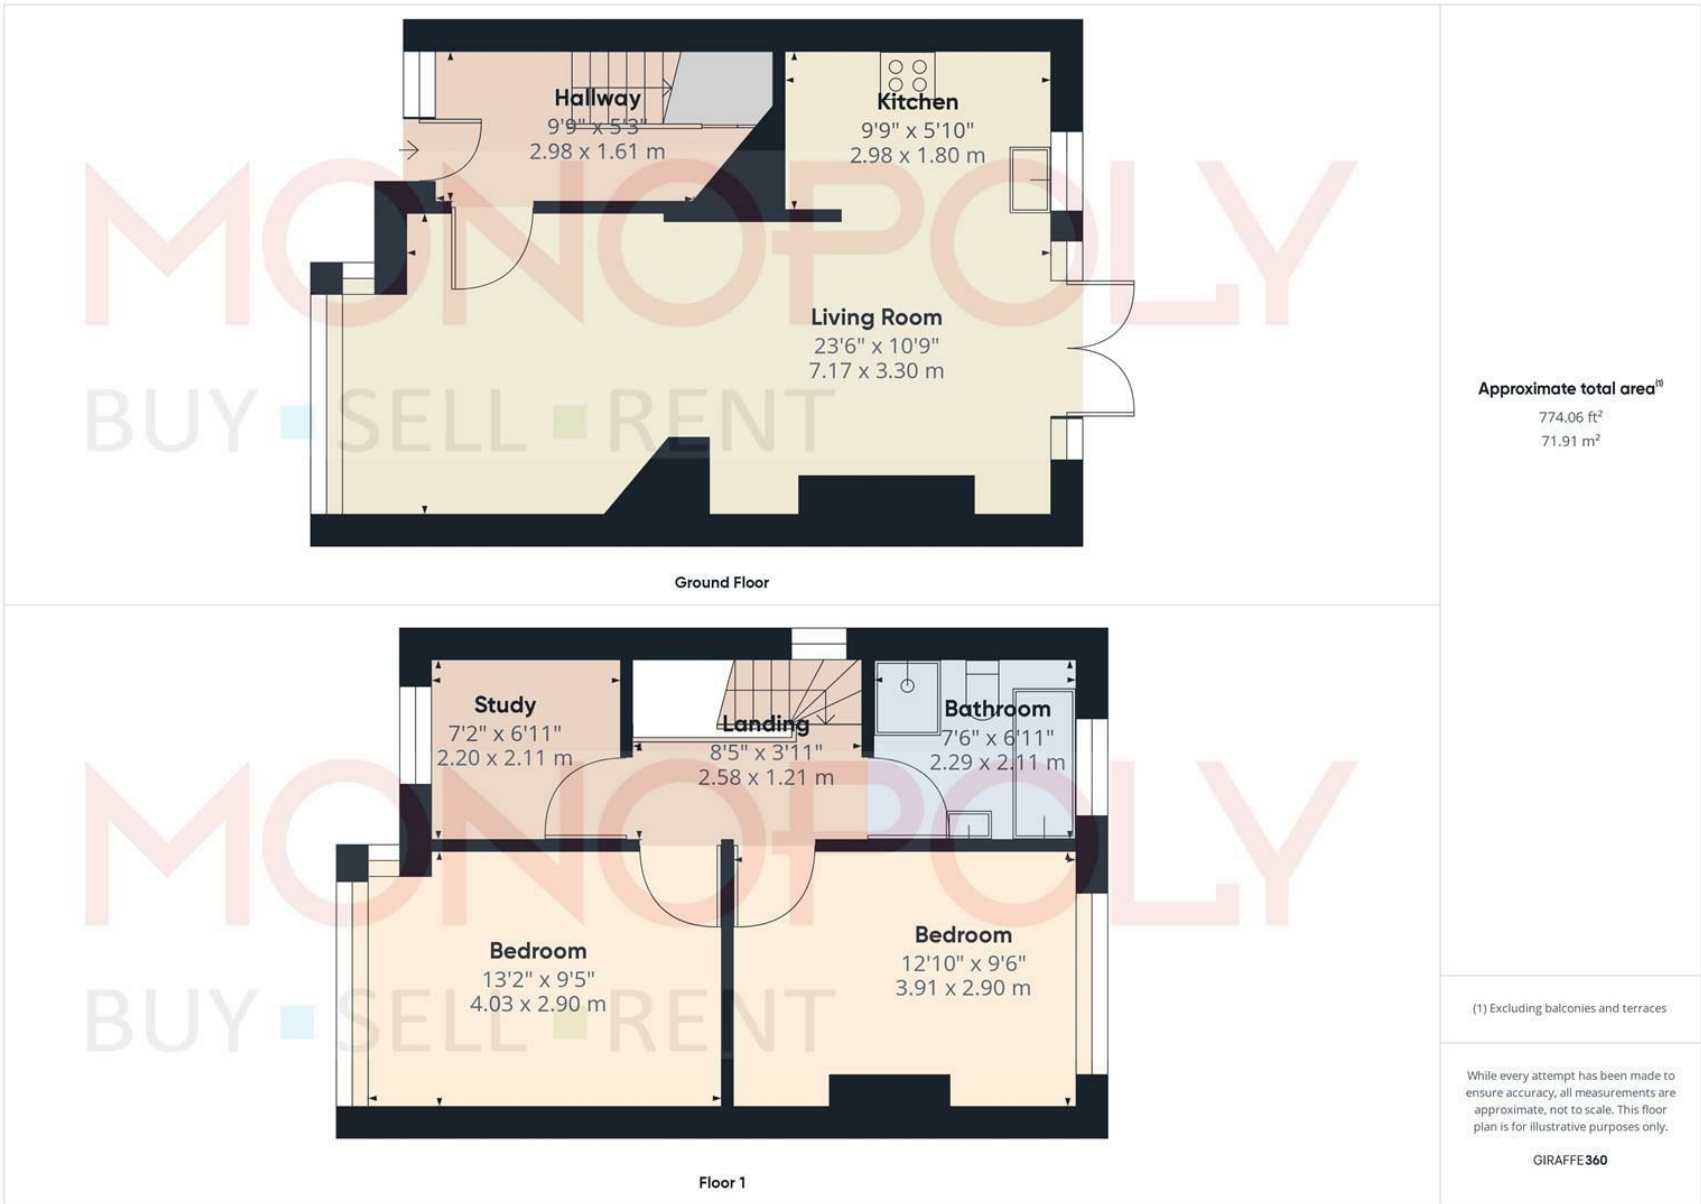 Hallway
9'9" x 5'3"
2.98 x 1.61 m
Kitchen
9'9" x 5'10"
2.98 x 1.80 m
Living Room
23'6" x 10'9"
7.17 x 3.30 m
MONOPOLY
BUY SELL RENT
Ground Floor
Study
7'2" x 6'11"
2.20 x 2.11 m
Landing
8'5" x 3'11"
2.58 x 1.21 m
Bathroom
7'6" x 6'11"
2.29 x 2.11 m
Bedroom
13'2" x 9'5"
4.03 x 2.90 m
Bedroom
12'10" x 9'6"
3.91 x 2.90 m
MONOPOLY
BUY SELL RENT
Floor 1
Approximate total area(1)
774.06 ft²
71.91 m²
(1) Excluding balconies and terraces
While every attempt has been made to
ensure accuracy, all measurements are
approximate, not to scale. This floor
plan is for illustrative purposes only.
GIRAFFE360